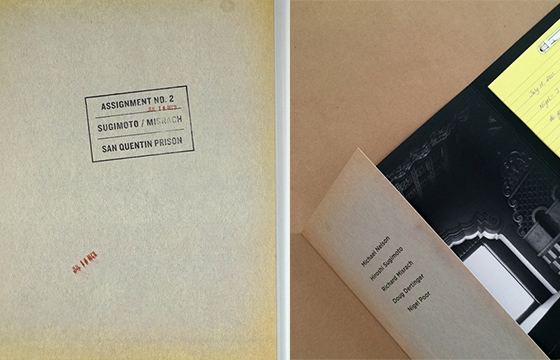 ASSIGNMENT NO. 2
SUGIMOTO / MISRACH
SAN QUENTIN PRISON
Michael Nelson
Hiroshi Sugimoto
Richard Misrach
Doug Dertinger
Nigel Poor